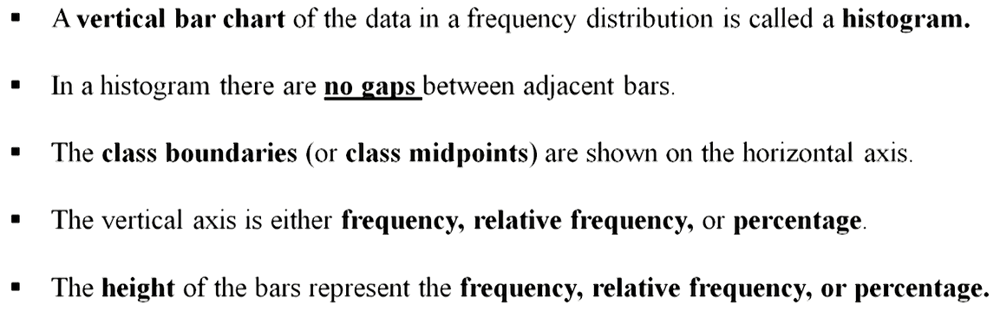 ▪ A vertical bar chart of the data in a frequency distribution is called a histogram.
▪ In a histogram there are no gaps between adjacent bars.
▪ The class boundaries (or class midpoints) are shown on the horizontal axis.
▪ The vertical axis is either frequency, relative frequency, or percentage.
▪ The height of the bars represent the frequency, relative frequency, or percentage.